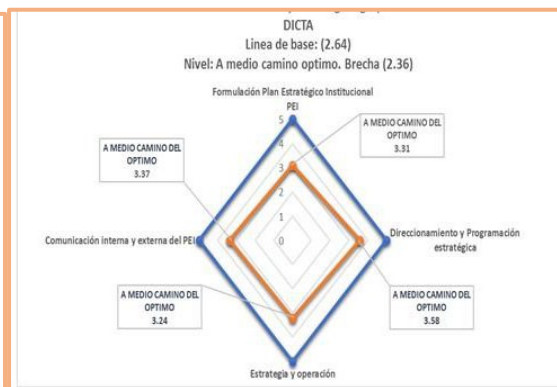 DICTA
Linea de base: (2.64)
Nivel: A medio camino optimo. Brecha (2.36)
Formulación Plan Estratégico Institucional
PEI
A MEDIO CAMINO DEL
OPTIMO
3.31
A MEDIO CAMINO DEL
OPTIMO
3.37
5
4
3
2
1
0
Comunicación interna y externa del PEI
Direccionamiento y Programación
estratégica
A MEDIO CAMINO DEL
OPTIMO
3.24
A MEDIO CAMINO DEL
OPTIMO
3.58
Estrategia y operación